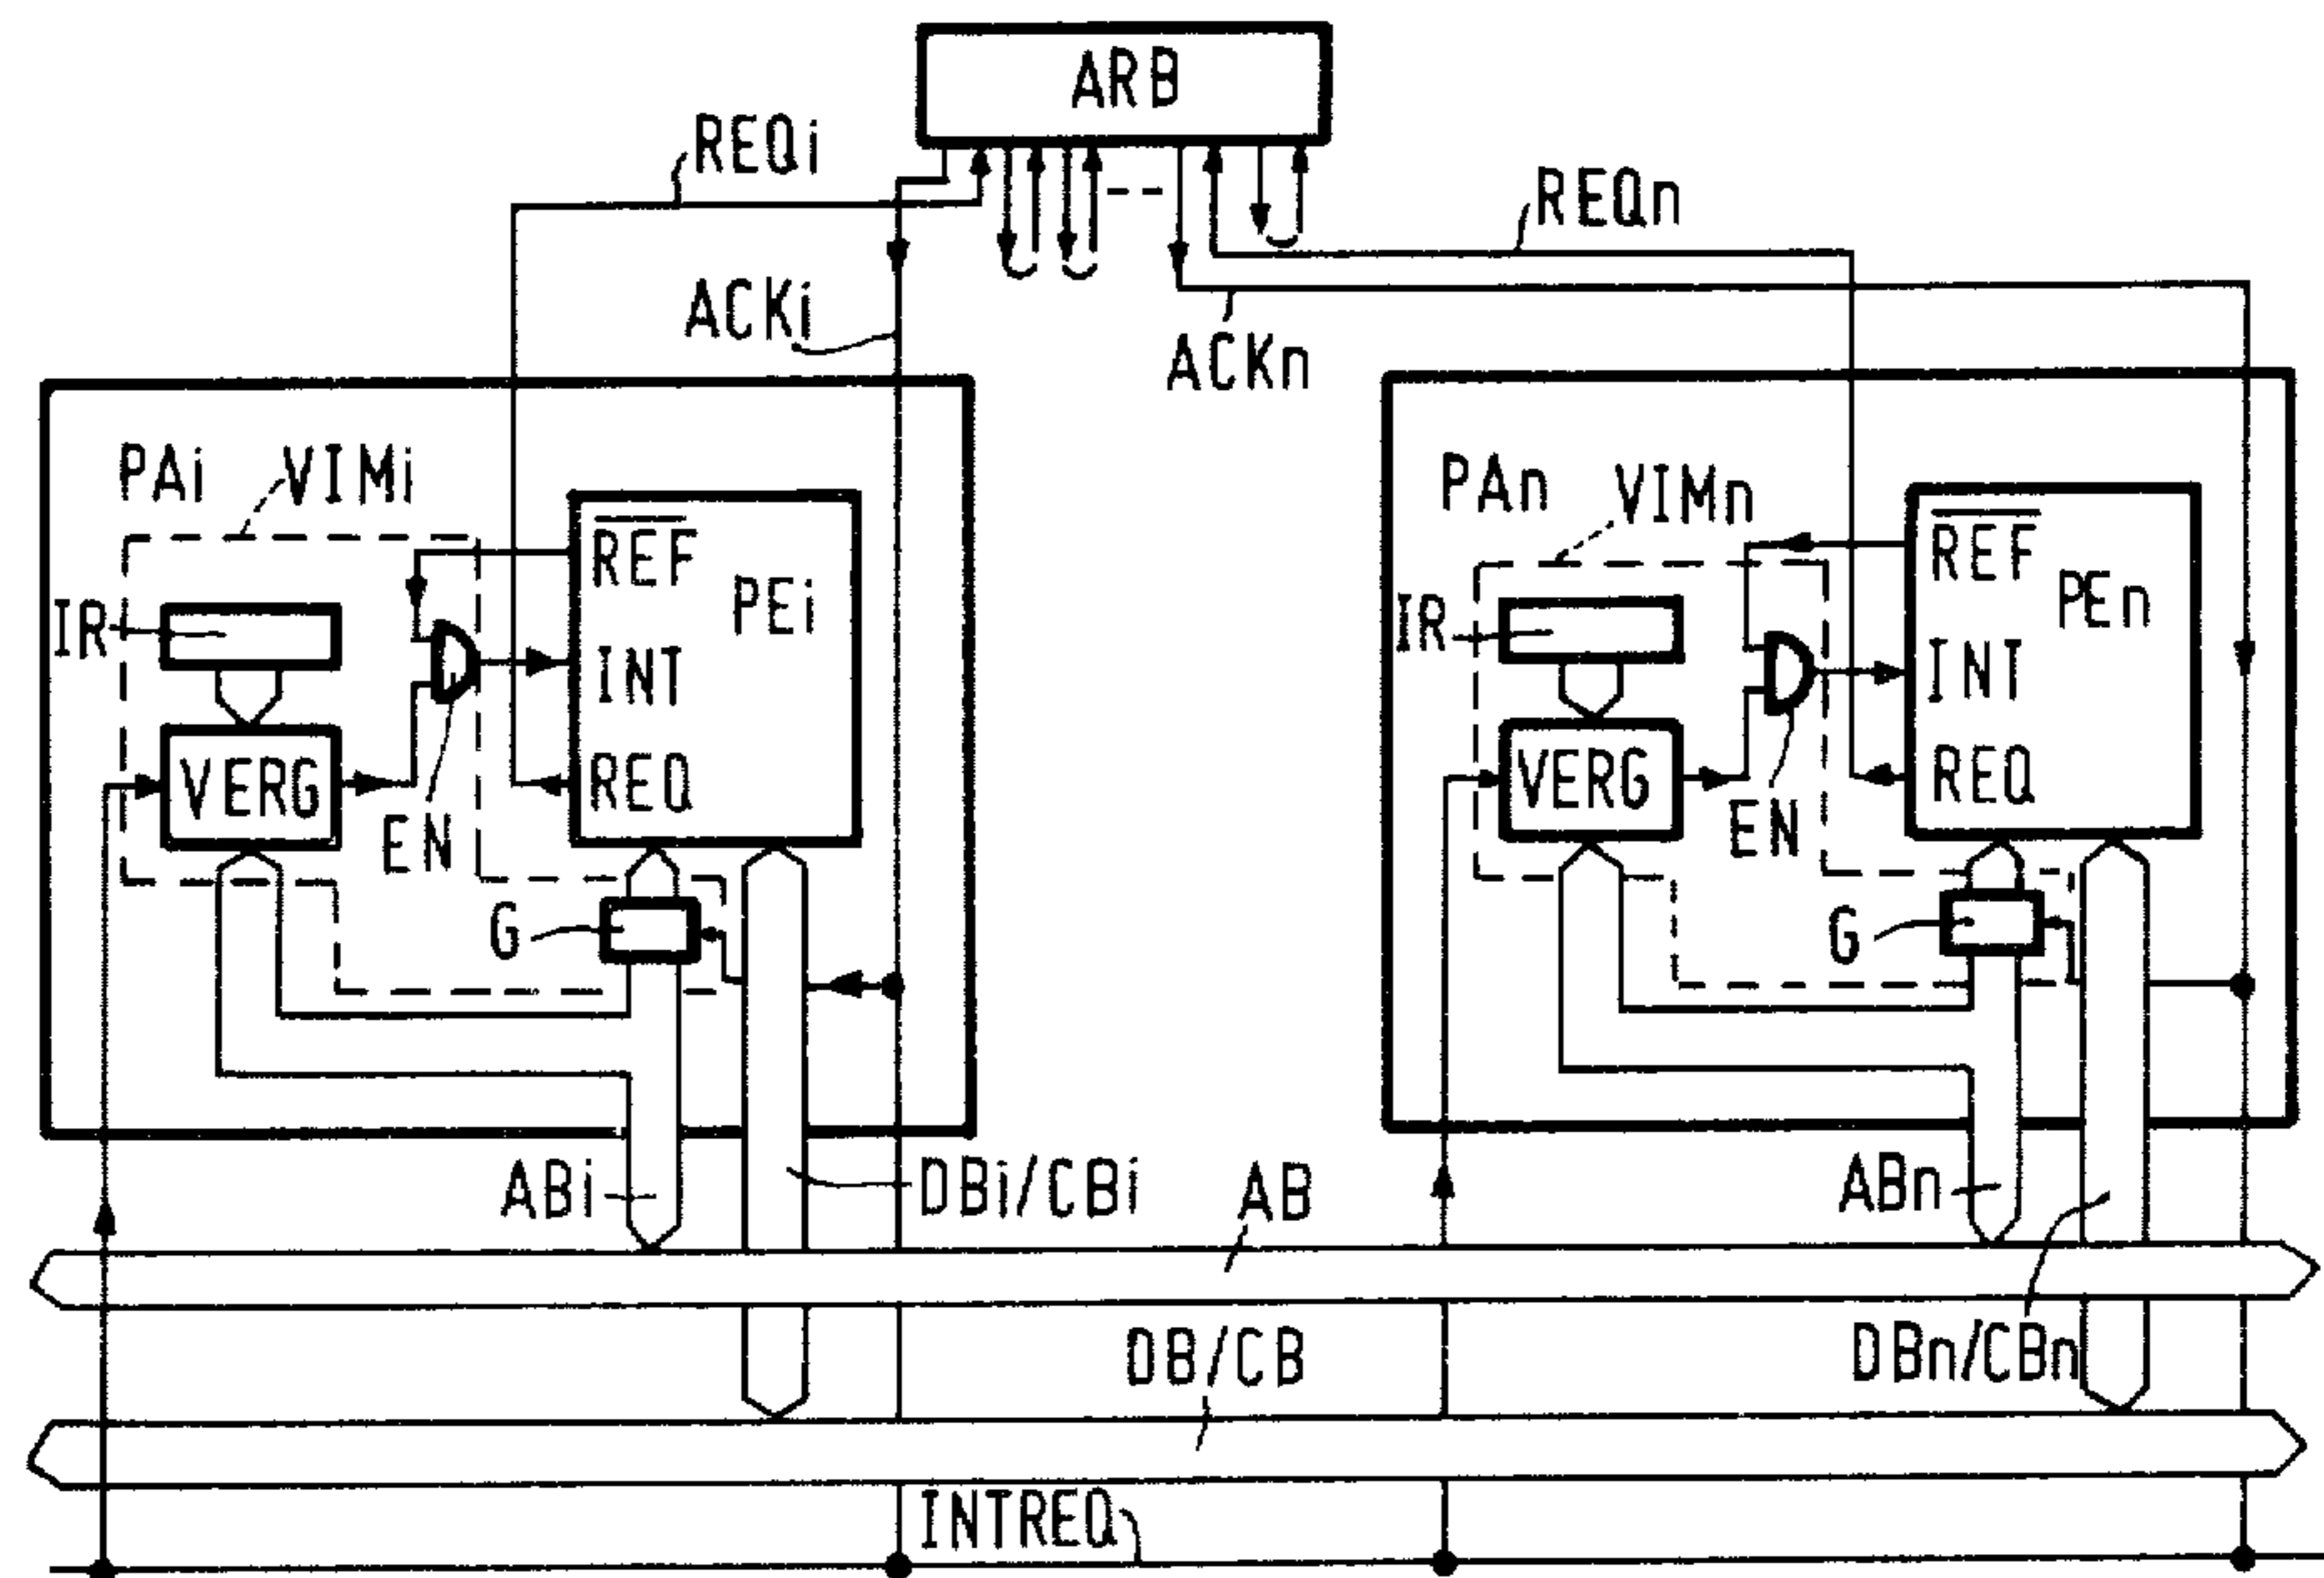 ARB
REQi
REQn
ACKi
ACKn
PAi
VIMi
REF
PEi
IR
INT
VERG
REQ
EN
G
PAn
VIMn
REF
PEn
IR
INT
VERG
REQ
EN
G
ABi
DBi/CBi
AB
ABn
DB/CB
DBn/CBn
INTREQ